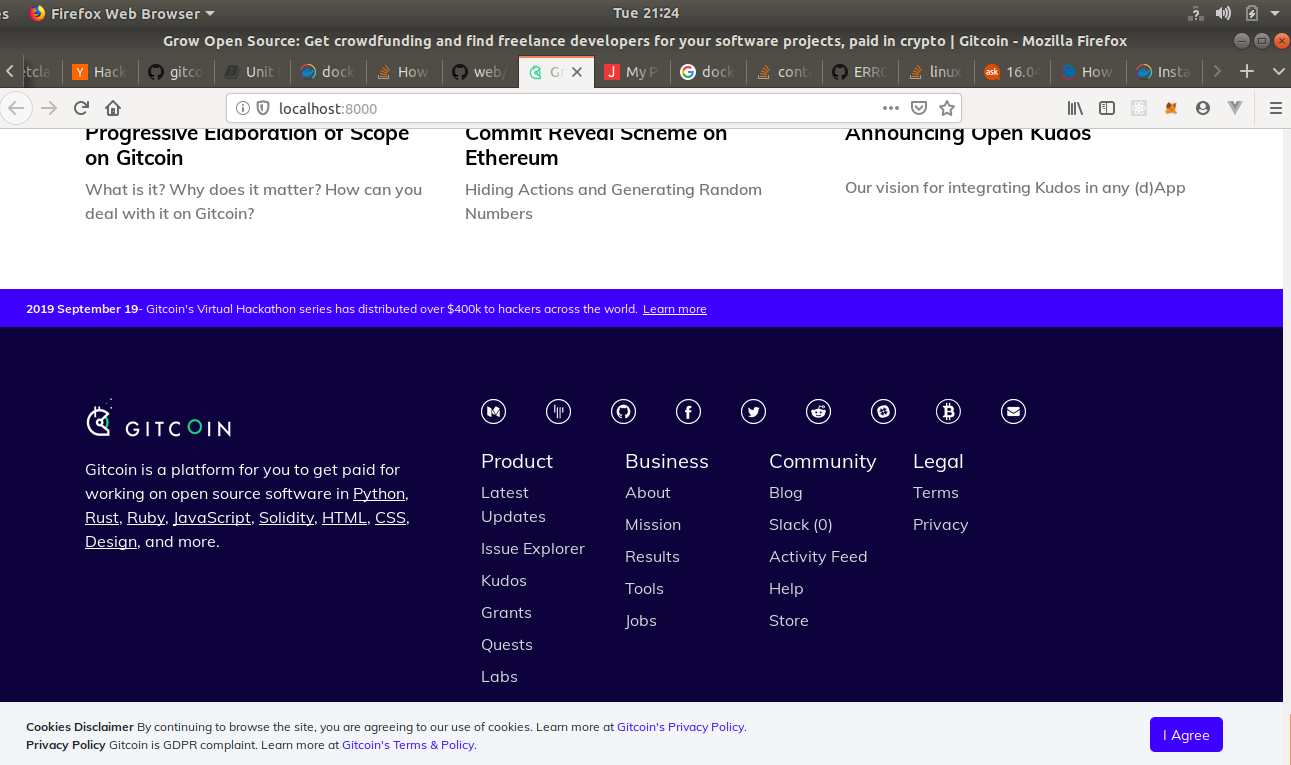 es Firefox Web Browser Tue 21:24
Grow Open Source: Get crowdfunding and find freelance developers for your software projects, paid in crypto | Gitcoin - Mozilla Firefox
etcla Hack gitco Unit dock How web/ Gr My P dock conta ERRO linux 16.04 How Insta
localhost:8000
Progressive Elaboration of Scope
on Gitcoin
What is it? Why does it matter? How can you
deal with it on Gitcoin?
Commit Reveal Scheme on
Ethereum
Hiding Actions and Generating Random
Numbers
Announcing Open Kudos
Our vision for integrating Kudos in any (d)App
2019 September 19- Gitcoin's Virtual Hackathon series has distributed over $400k to hackers across the world. Learn more
GITCOIN
Gitcoin is a platform for you to get paid for
working on open source software in Python,
Rust, Ruby, JavaScript, Solidity, HTML, CSS,
Design, and more.
Product
Latest
Updates
Issue Explorer
Kudos
Grants
Quests
Labs
Business
About
Mission
Results
Tools
Jobs
Community
Blog
Slack (0)
Activity Feed
Help
Store
Legal
Terms
Privacy
Cookies Disclaimer By continuing to browse the site, you are agreeing to our use of cookies. Learn more at Gitcoin's Privacy Policy.
Privacy Policy Gitcoin is GDPR complaint. Learn more at Gitcoin's Terms & Policy.
I Agree